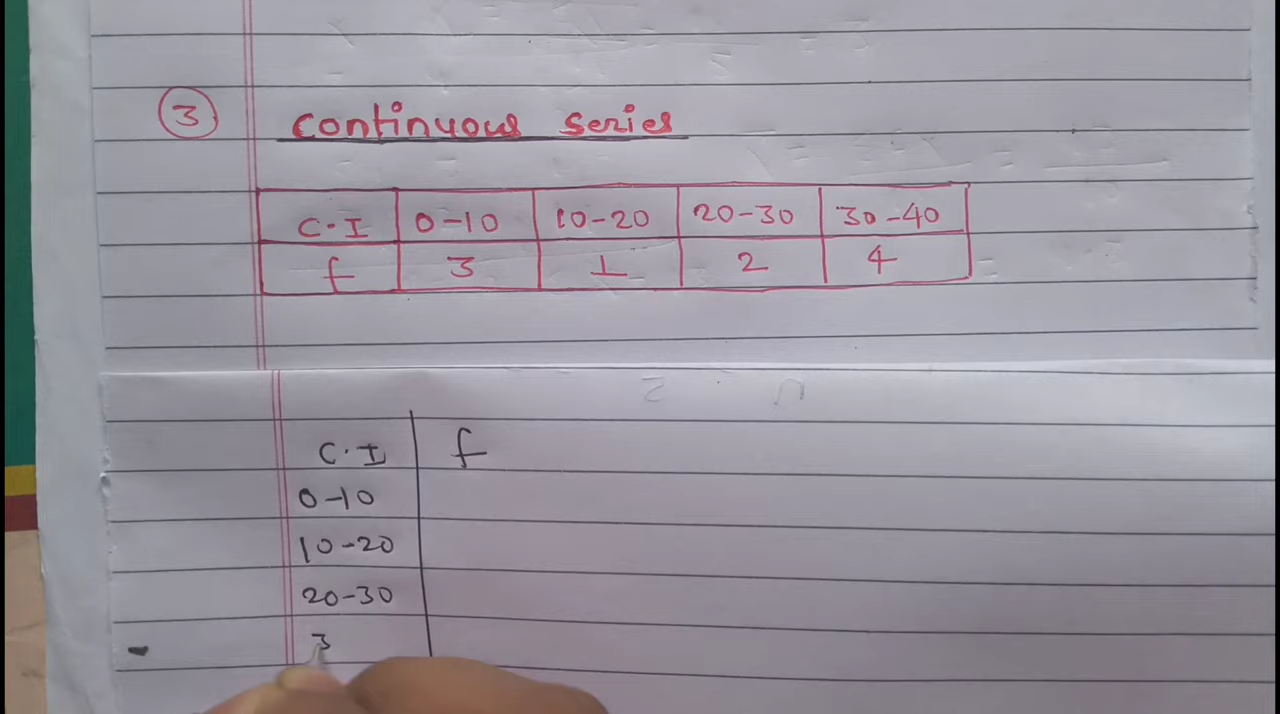 3 continuous series
C.I 0-10 10-20 20-30 30-40
f 3 1 2 4
C.I f
0-10
10-20
20-30
3